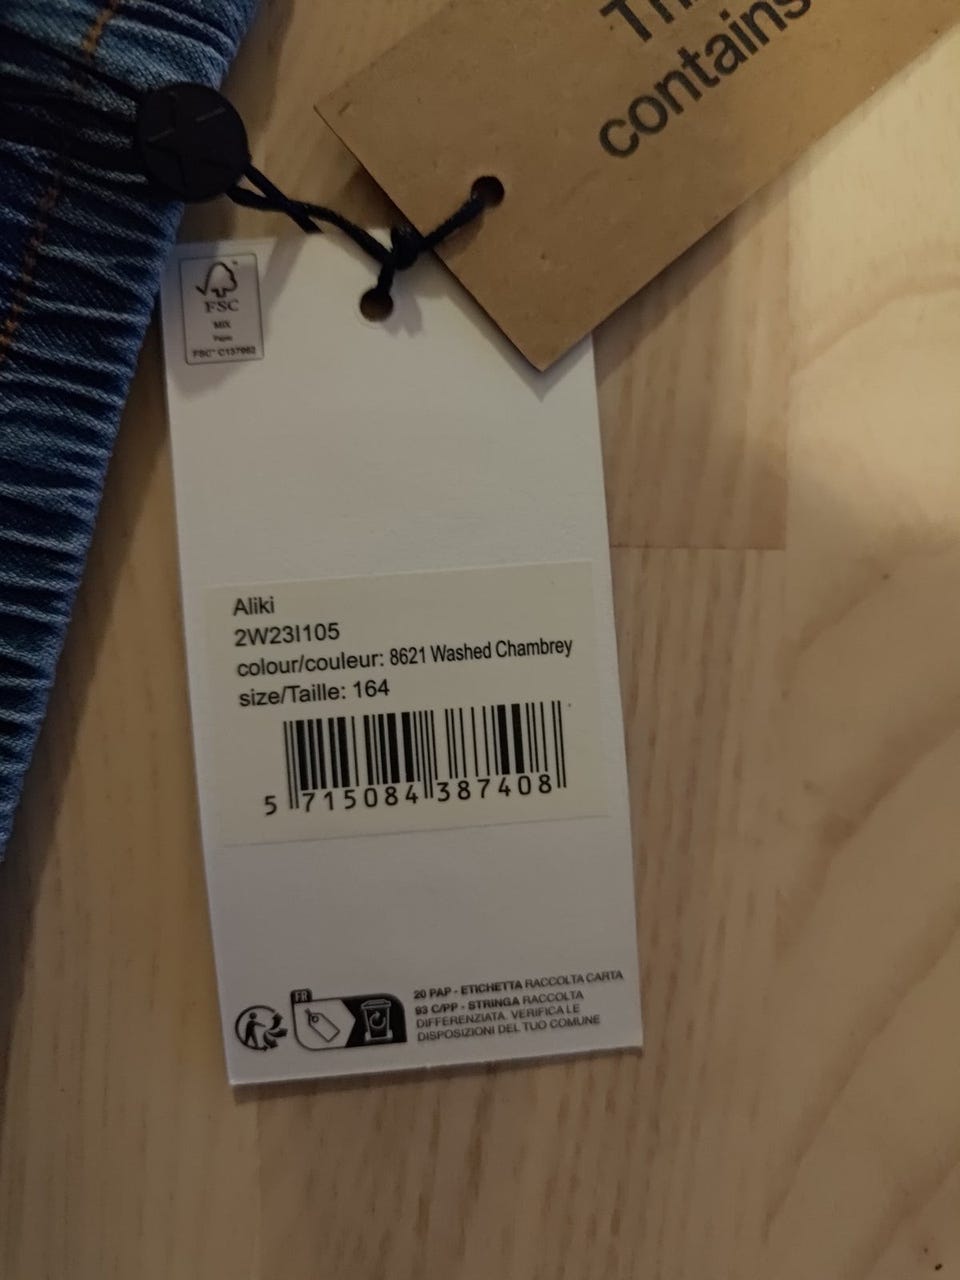 contains
FSC
MIX
FSC® C137982
Aliki
2W23I105
colour/couleur: 8621 Washed Chambrey
size/Taille: 164
5 715084 387408
FR
20 PAP - ETICHETTA RACCOLTA CARTA
93 C/PP - STRINGA RACCOLTA
DIFFERENZIATA. VERIFICA LE
DISPOSIZIONI DEL TUO COMUNE